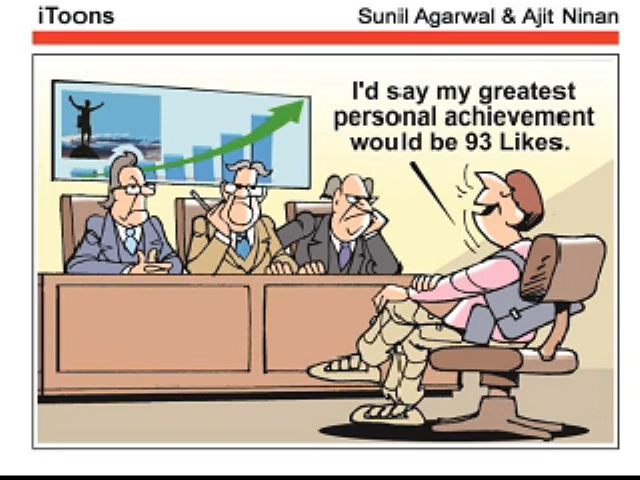 iToons
Sunil Agarwal & Ajit Ninan
I'd say my greatest
personal achievement
would be 93 Likes.